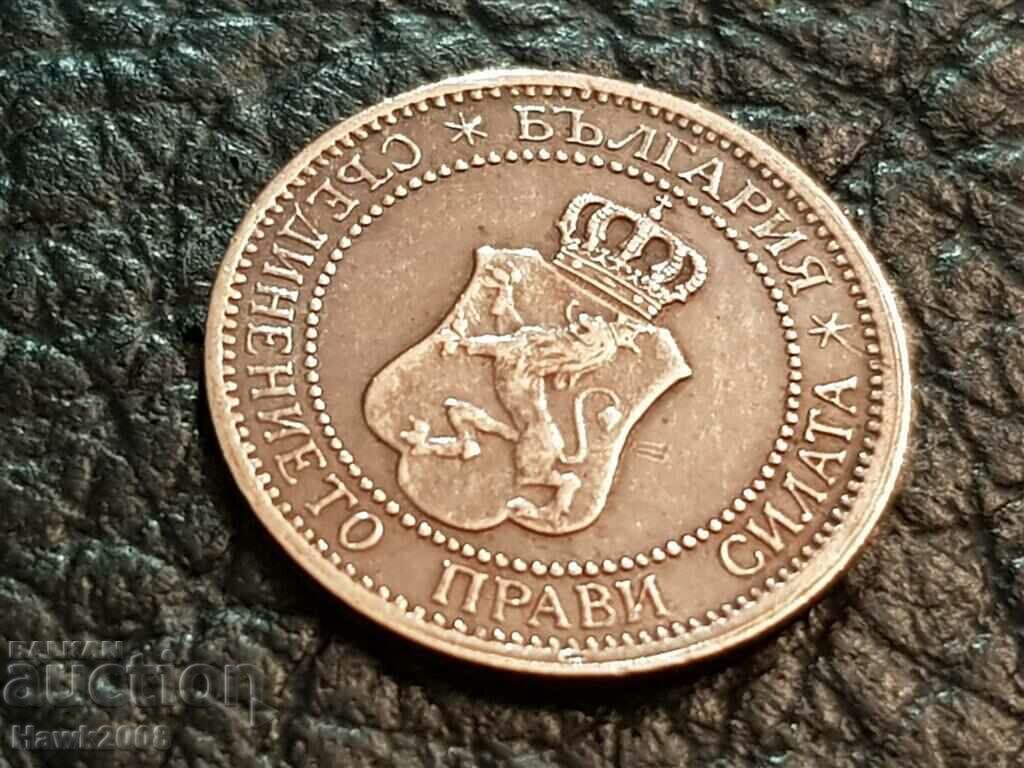 * БЪЛГАРИЯ *
СЪЕДИНЕНИЕТО ПРАВИ СИЛАТА
BALKAN
auction
Hawk2008